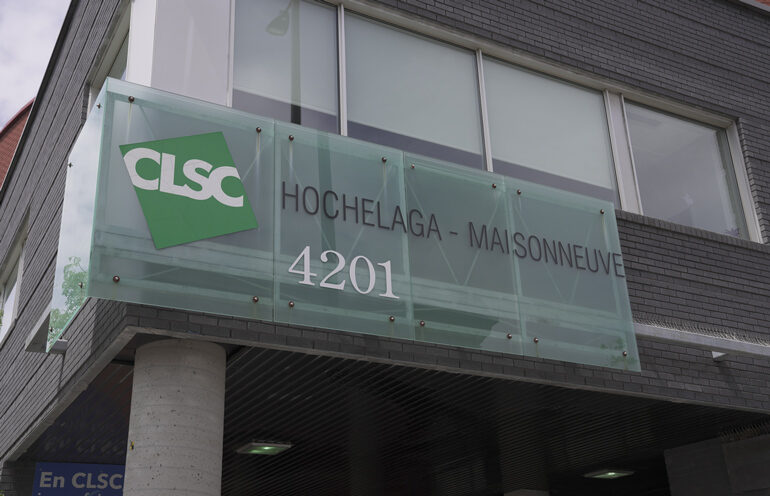 CLSC
HOCHELAGA - MAISONNEUVE
4201
En CLSC